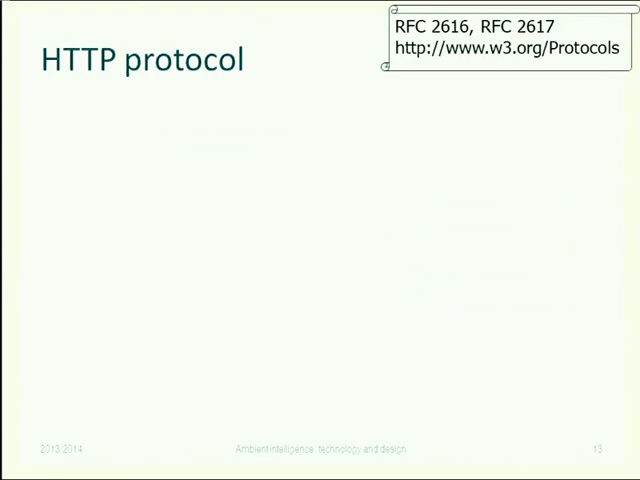 RFC 2616, RFC 2617
http://www.w3.org/Protocols
HTTP protocol
2013/2014
Ambient intelligence: technology and design
13